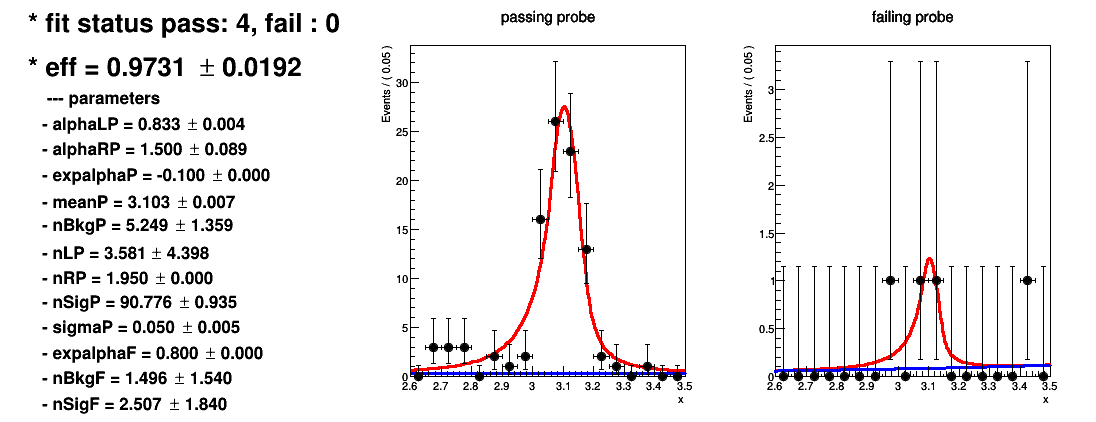 * fit status pass: 4, fail : 0
* eff = 0.9731 ± 0.0192
--- parameters
- alphaLP = 0.833 ± 0.004
- alphaRP = 1.500 ± 0.089
- expalphaP = -0.100 ± 0.000
- meanP = 3.103 ± 0.007
- nBkgP = 5.249 ± 1.359
- nLP = 3.581 ± 4.398
- nRP = 1.950 ± 0.000
- nSigP = 90.776 ± 0.935
- sigmaP = 0.050 ± 0.005
- expalphaF = 0.800 ± 0.000
- nBkgF = 1.496 ± 1.540
- nSigF = 2.507 ± 1.840
passing probe
Events / ( 0.05 )
30
25
20
15
10
5
0
2.6 2.7 2.8 2.9 3 3.1 3.2 3.3 3.4 3.5
x
failing probe
Events / ( 0.05 )
3
2.5
2
1.5
1
0.5
0
2.6 2.7 2.8 2.9 3 3.1 3.2 3.3 3.4 3.5
x